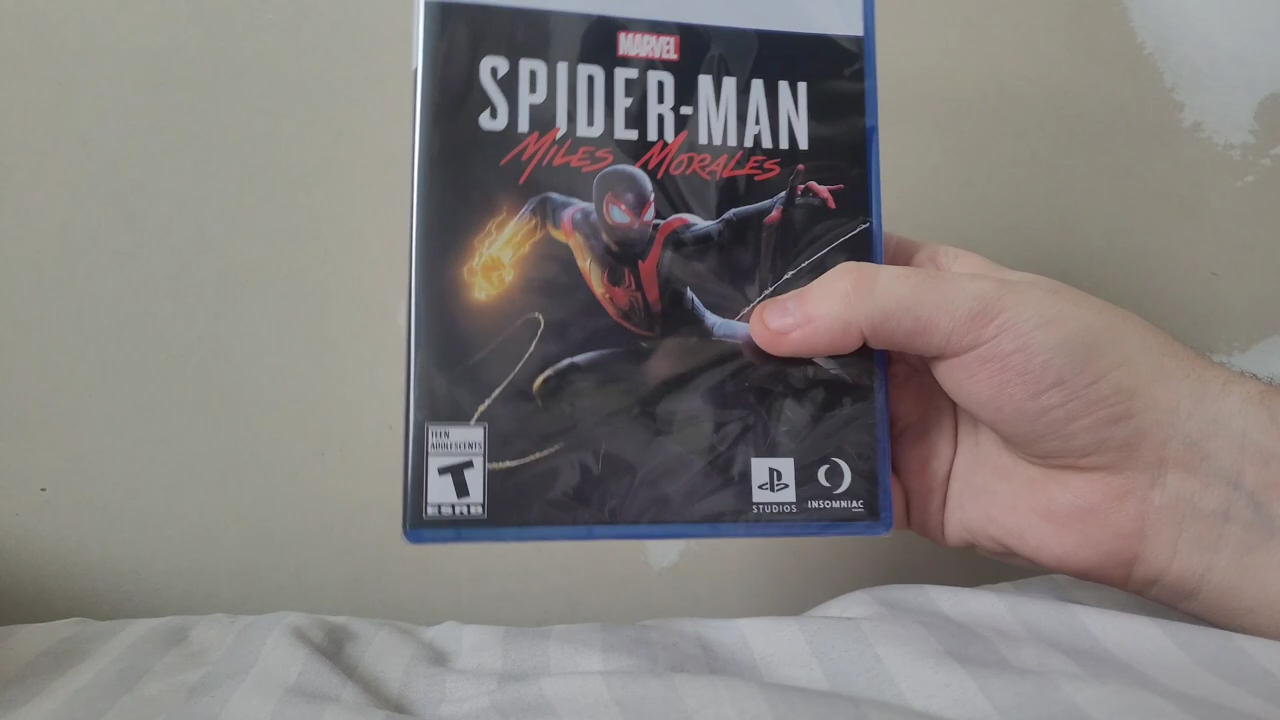 MARVEL
SPIDER-MAN
MILES MORALES
TEEN
ADOLESCENTS
T
ESRB
STUDIOS
INSOMNIAC